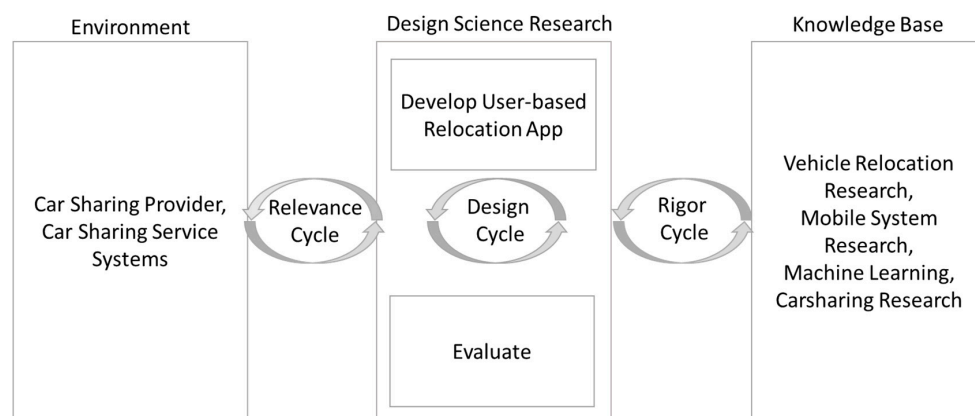 Environment
Design Science Research
Knowledge Base
Develop User-based
Relocation App
Car Sharing Provider,
Car Sharing Service
Systems
Relevance
Cycle
Design
Cycle
Rigor
Cycle
Vehicle Relocation
Research,
Mobile System
Research,
Machine Learning,
Carsharing Research
Evaluate